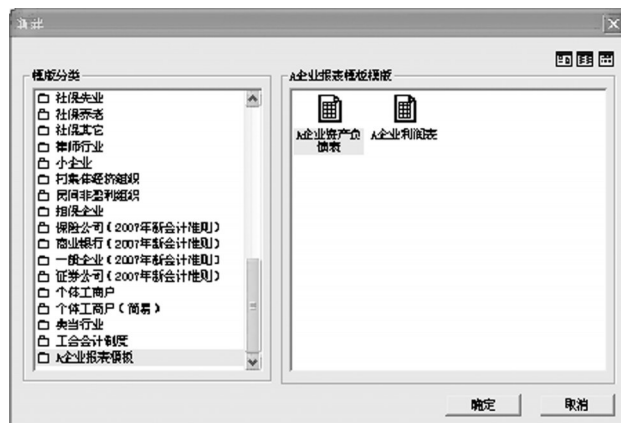 新建
模版分类
社保失业
社保养老
社保其它
律师行业
小企业
村集体经济组织
民间非盈利组织
担保企业
保险公司(2007年新会计准则)
商业银行(2007年新会计准则)
一般企业(2007年新会计准则)
证券公司(2007年新会计准则)
个体工商户
个体工商户(简易)
典当行业
工会会计制度
A企业报表模板
A企业报表模板模版
A企业资产负
债表
A企业利润表
确定
取消